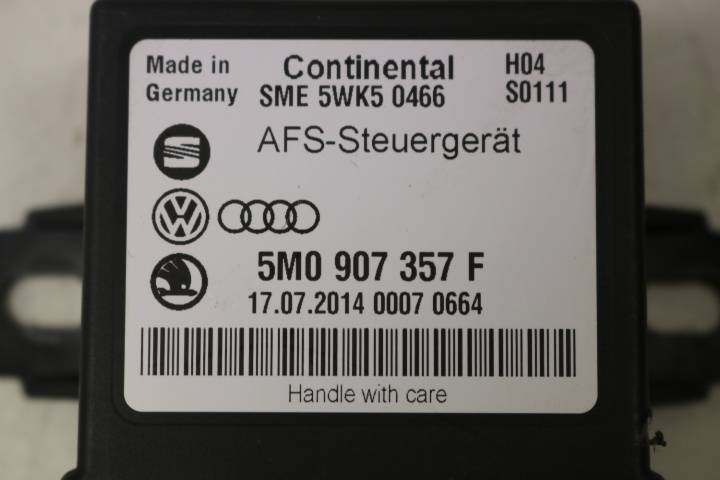 Made in Continental H04
Germany SME 5WK5 0466 S0111
AFS-Steuergerät
5M0 907 357 F
17.07.2014 0007 0664
Handle with care